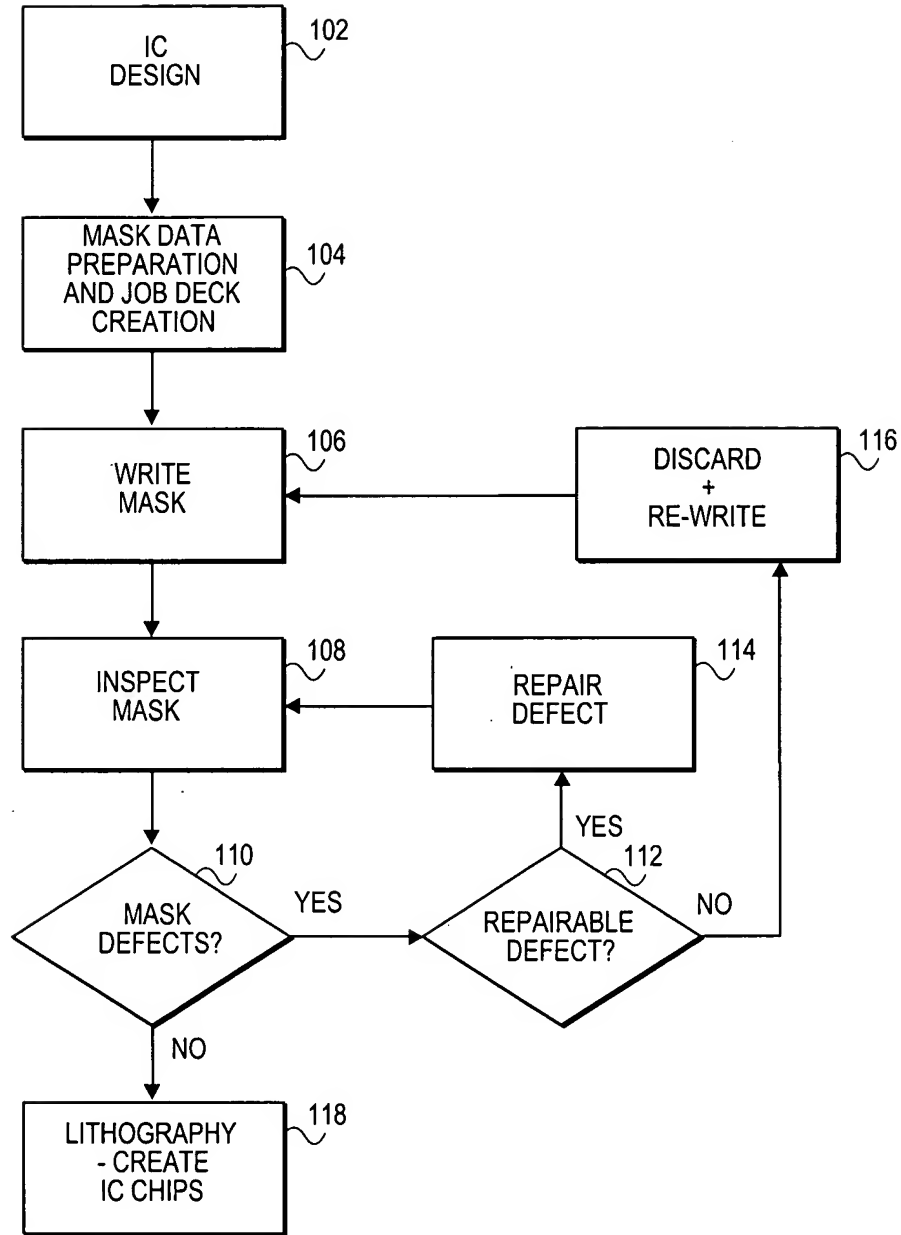 IC
DESIGN
102
MASK DATA
PREPARATION
AND JOB DECK
CREATION
104
WRITE
MASK
106
DISCARD
+
RE-WRITE
116
INSPECT
MASK
108
REPAIR
DEFECT
114
MASK
DEFECTS?
110
YES
REPAIRABLE
DEFECT?
112
YES
NO
NO
LITHOGRAPHY
- CREATE
IC CHIPS
118